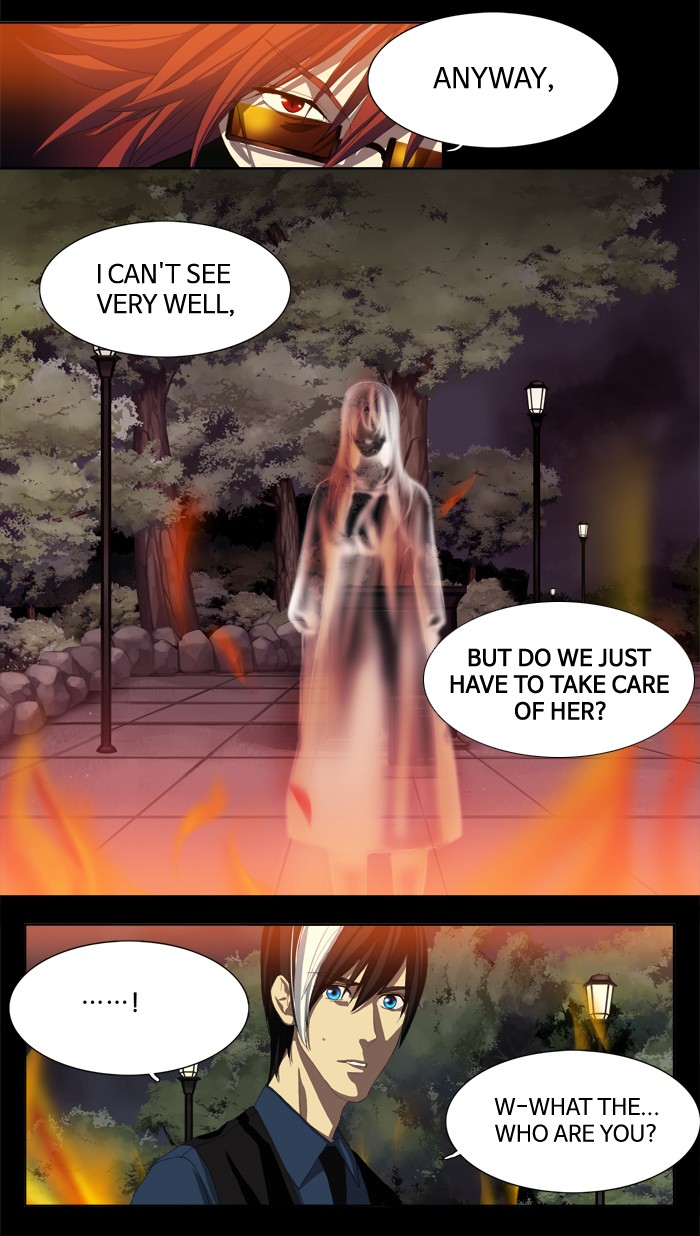 ANYWAY,
I CAN'T SEE
VERY WELL,
BUT DO WE JUST
HAVE TO TAKE CARE
OF HER?
……!
W-WHAT THE...
WHO ARE YOU?